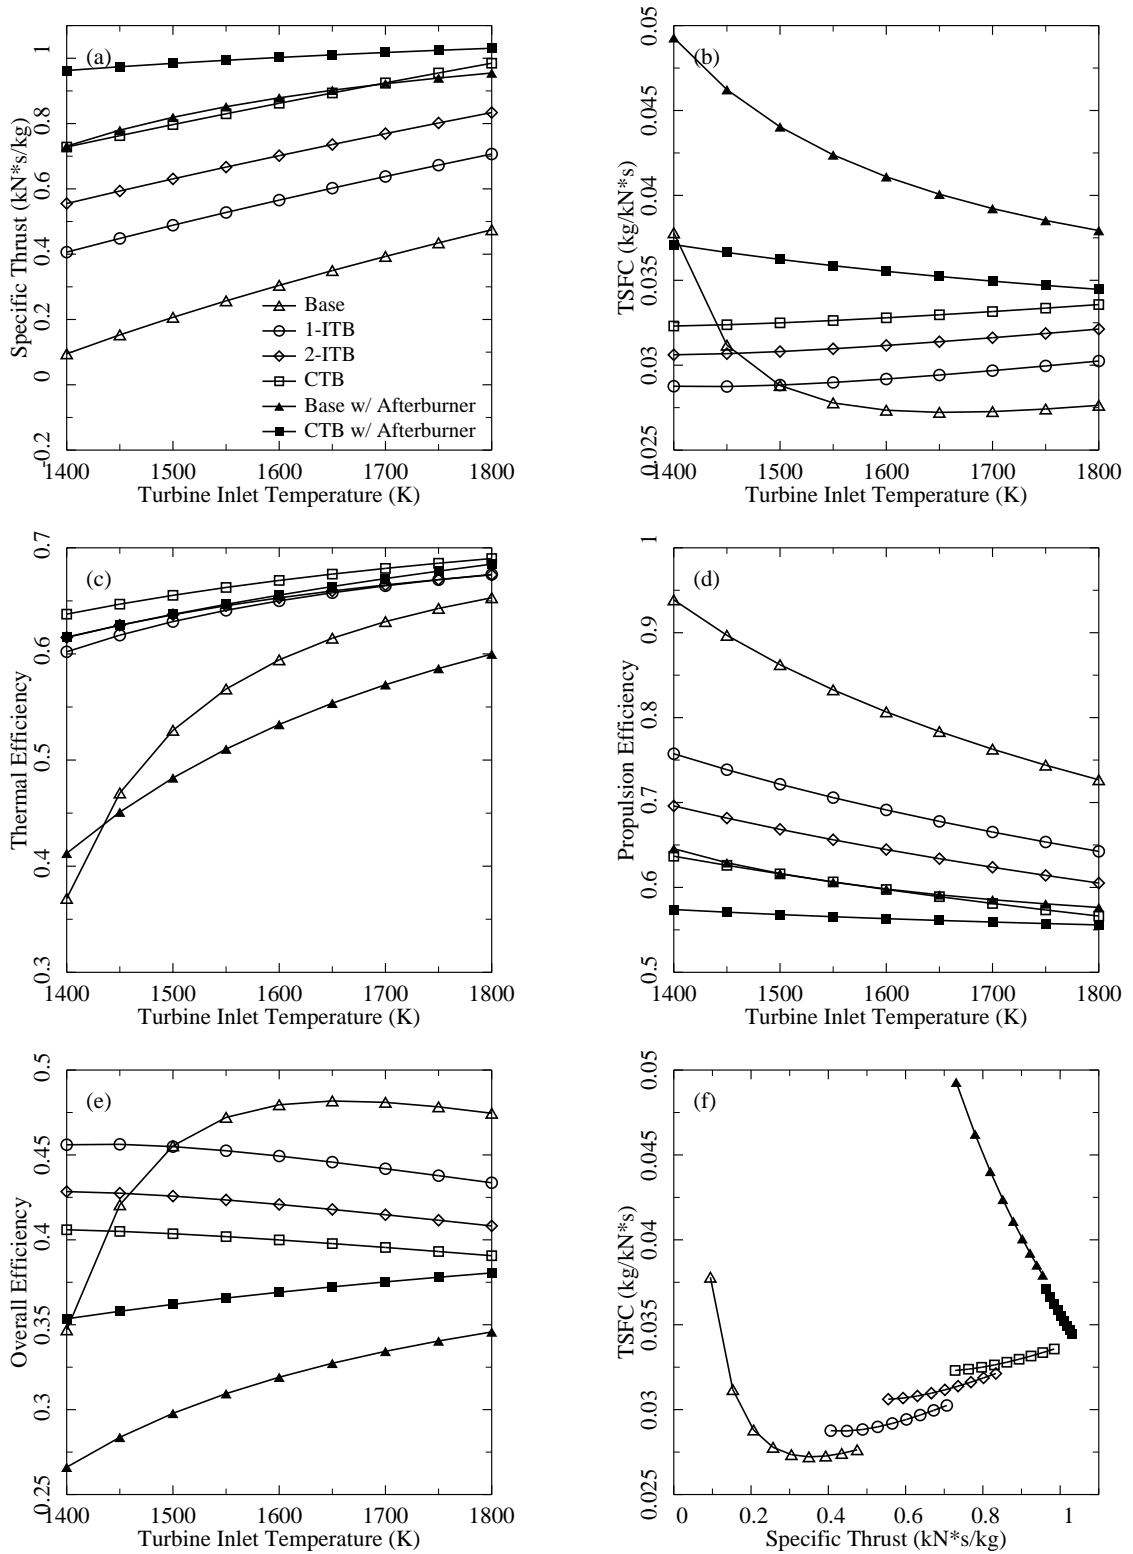 (a)
1
0.8
0.6
0.4
0.2
0
-0.2
Specific Thrust (kN*s/kg)
Base
1-ITB
2-ITB
CTB
Base w/ Afterburner
CTB w/ Afterburner
1400 1500 1600 1700 1800
Turbine Inlet Temperature (K)
(b)
0.05
0.045
0.04
0.035
0.03
0.025
TSFC (kg/kN*s)
1400 1500 1600 1700 1800
Turbine Inlet Temperature (K)
(c)
0.7
0.6
0.5
0.4
0.3
Thermal Efficiency
1400 1500 1600 1700 1800
Turbine Inlet Temperature (K)
(d)
1
0.9
0.8
0.7
0.6
0.5
Propulsion Efficiency
1400 1500 1600 1700 1800
Turbine Inlet Temperature (K)
(e)
0.5
0.45
0.4
0.35
0.3
0.25
Overall Efficiency
1400 1500 1600 1700 1800
Turbine Inlet Temperature (K)
(f)
0.05
0.045
0.04
0.035
0.03
0.025
TSFC (kg/kN*s)
0 0.2 0.4 0.6 0.8 1
Specific Thrust (kN*s/kg)